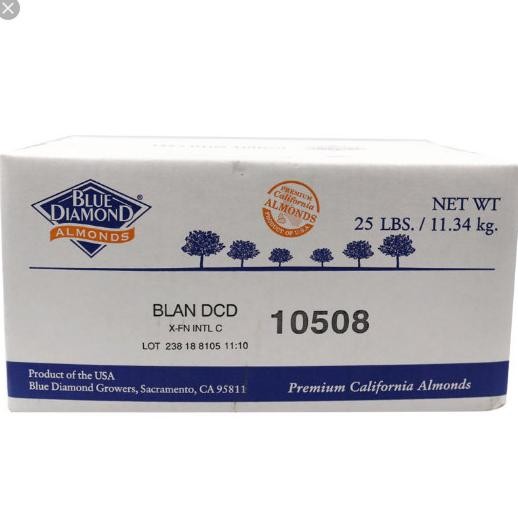 BLUE
DIAMOND®
ALMONDS
PREMIUM
California
ALMONDS
PRODUCT OF U.S.A.
NET WT
25 LBS. / 11.34 kg.
BLAN DCD
X-FN INTL C
LOT 238 18 8105 11:10
10508
Product of the USA
Blue Diamond Growers, Sacramento, CA 95811
Premium California Almonds